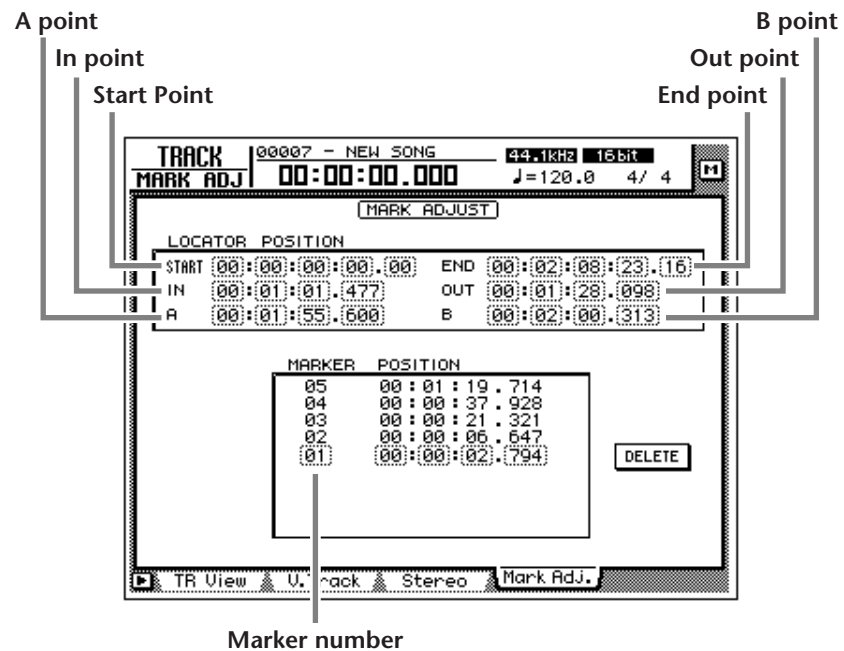 A point
B point
In point
Out point
Start Point
End point
TRACK
00007 - NEW SONG
44.1kHz 16bit
MARK ADJ
00:00:00.000
♩=120.0 4/ 4
M
MARK ADJUST
LOCATOR POSITION
START 00:00:00:00.00 END 00:02:08:23.16
IN 00:01:01.477 OUT 00:01:28.098
A 00:01:55.600 B 00:02:00.313
MARKER POSITION
05 00:01:19.714
04 00:00:37.928
03 00:00:21.321
02 00:00:06.647
01 00:00:02.794
DELETE
TR View V.Track Stereo Mark Adj.
Marker number